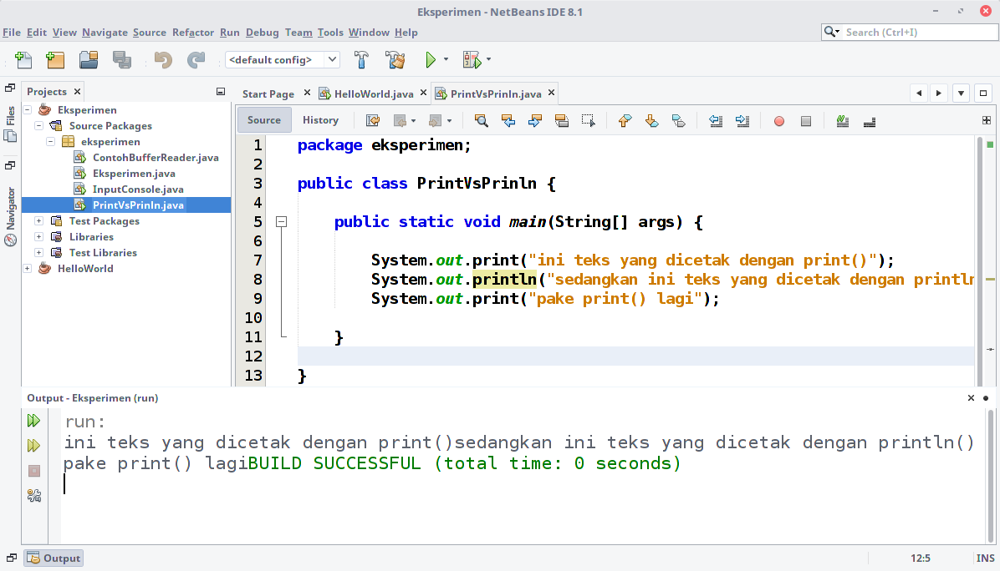 Eksperimen - NetBeans IDE 8.1
File Edit View Navigate Source Refactor Run Debug Team Tools Window Help
Search (Ctrl+I)
<default config>
Projects
Start Page
HelloWorld.java
PrintVsPrinln.java
Files
Navigator
Eksperimen
Source Packages
eksperimen
ContohBufferReader.java
Eksperimen.java
InputConsole.java
PrintVsPrinln.java
Test Packages
Libraries
Test Libraries
HelloWorld
Source History
1 package eksperimen;
2
3 public class PrintVsPrinln {
4
5 public static void main(String[] args) {
6
7 System.out.print("ini teks yang dicetak dengan print()");
8 System.out.println("sedangkan ini teks yang dicetak dengan println
9 System.out.print("pake print() lagi");
10
11 }
12
13 }
Output - Eksperimen (run)
run:
ini teks yang dicetak dengan print()sedangkan ini teks yang dicetak dengan println()
pake print() lagiBUILD SUCCESSFUL (total time: 0 seconds)
Output
12:5 INS